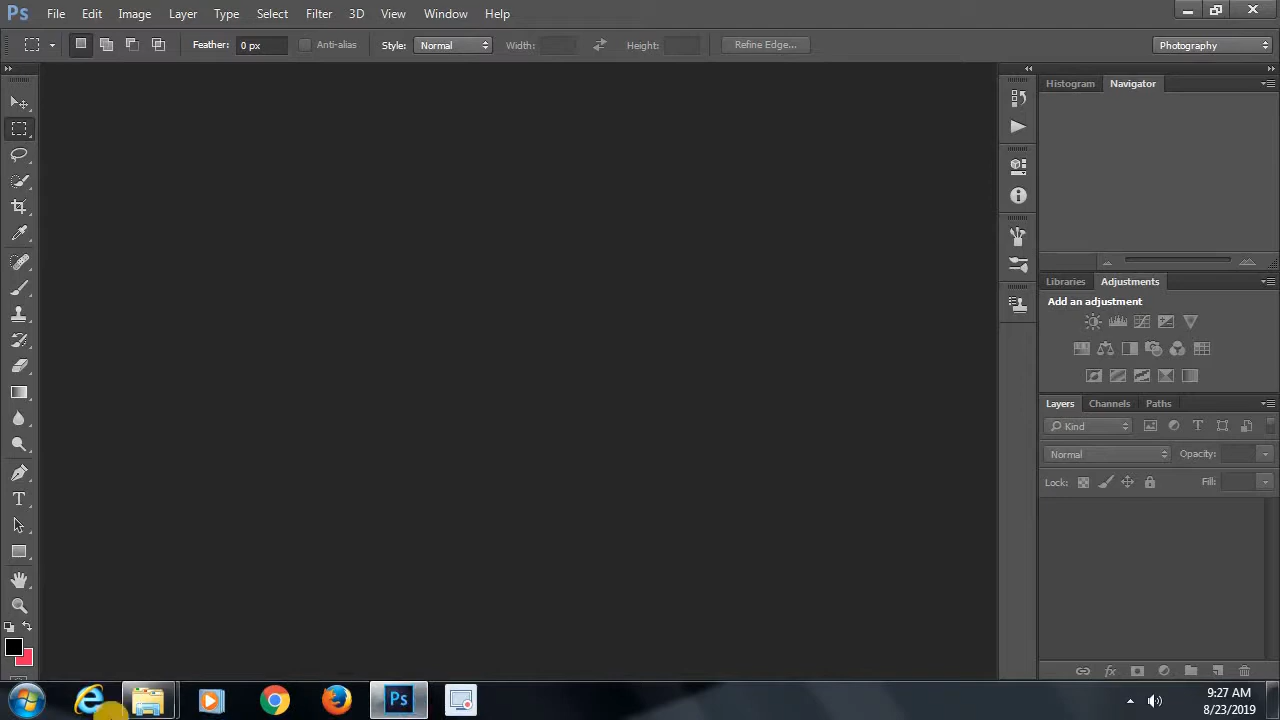 Ps File Edit Image Layer Type Select Filter 3D View Window Help
Feather: 0 px Anti-alias Style: Normal Width: Height: Refine Edge... Photography
Histogram Navigator
Libraries Adjustments
Add an adjustment
Layers Channels Paths
Kind
Normal Opacity:
Lock: Fill:
Ps
9:27 AM
8/23/2019